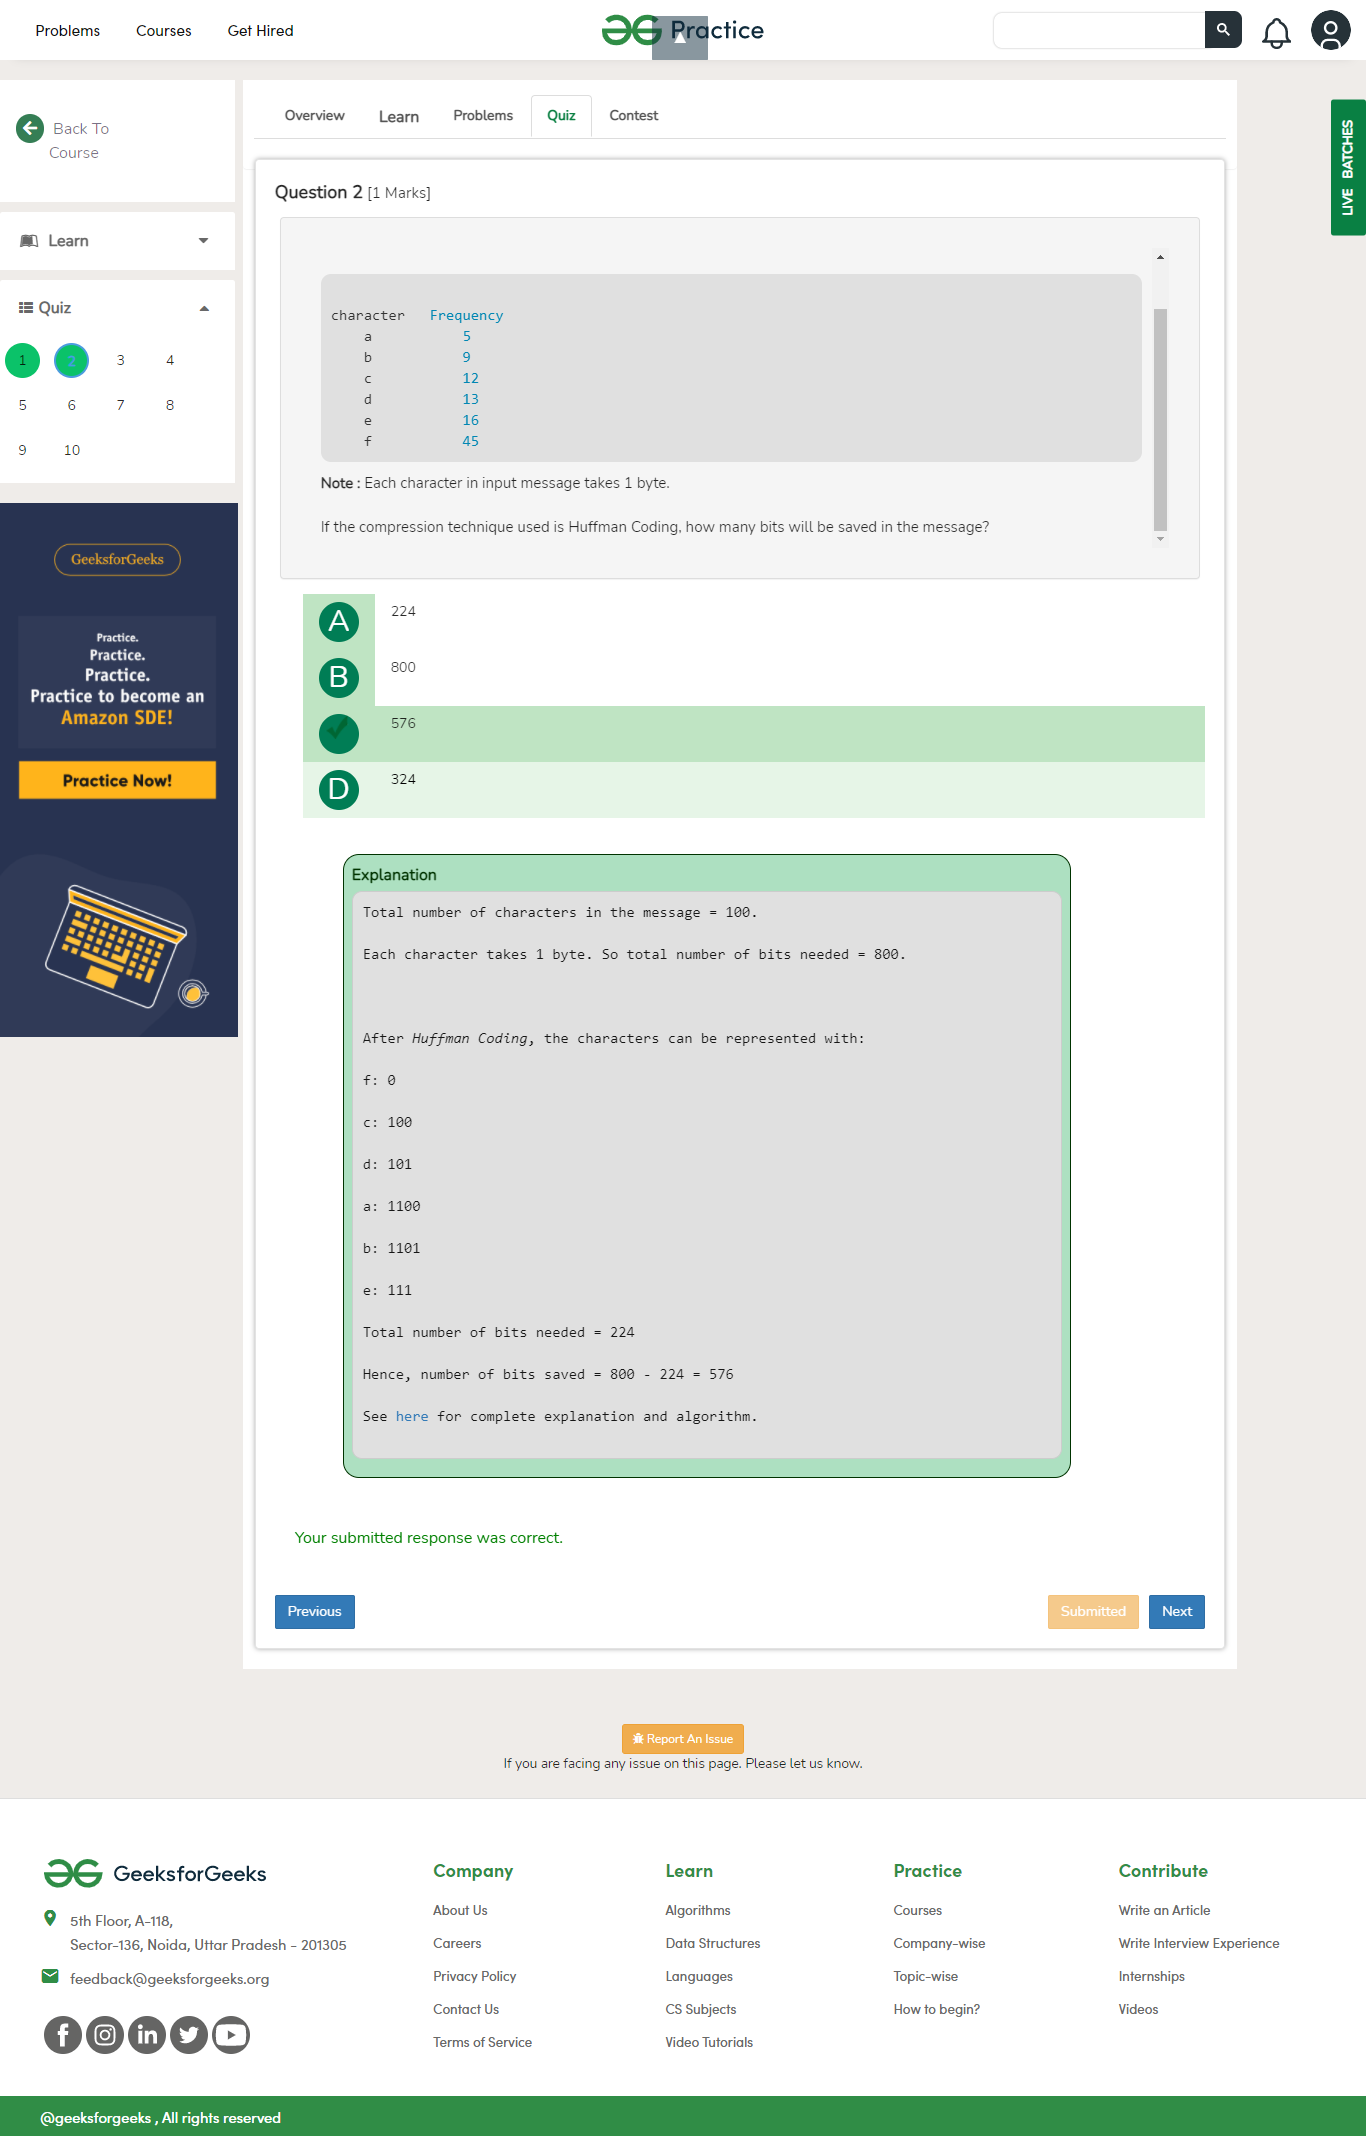 Problems Courses Get Hired
Practice
Back To
Course
Learn
Quiz
1 2 3 4
5 6 7 8
9 10
GeeksforGeeks
Practice.
Practice.
Practice.
Practice to become an
Amazon SDE!
Practice Now!
Overview Learn Problems Quiz Contest
Question 2 [1 Marks]
character Frequency
a 5
b 9
c 12
d 13
e 16
f 45
Note : Each character in input message takes 1 byte.
If the compression technique used is Huffman Coding, how many bits will be saved in the message?
A 224
B 800
576
D 324
Explanation
Total number of characters in the message = 100.
Each character takes 1 byte. So total number of bits needed = 800.
After Huffman Coding, the characters can be represented with:
f: 0
c: 100
d: 101
a: 1100
b: 1101
e: 111
Total number of bits needed = 224
Hence, number of bits saved = 800 - 224 = 576
See here for complete explanation and algorithm.
Your submitted response was correct.
Previous Submitted Next
LIVE BATCHES
Report An Issue
If you are facing any issue on this page. Please let us know.
GeeksforGeeks
5th Floor, A-118,
Sector-136, Noida, Uttar Pradesh - 201305
feedback@geeksforgeeks.org
Company
About Us
Careers
Privacy Policy
Contact Us
Terms of Service
Learn
Algorithms
Data Structures
Languages
CS Subjects
Video Tutorials
Practice
Courses
Company-wise
Topic-wise
How to begin?
Contribute
Write an Article
Write Interview Experience
Internships
Videos
@geeksforgeeks , All rights reserved